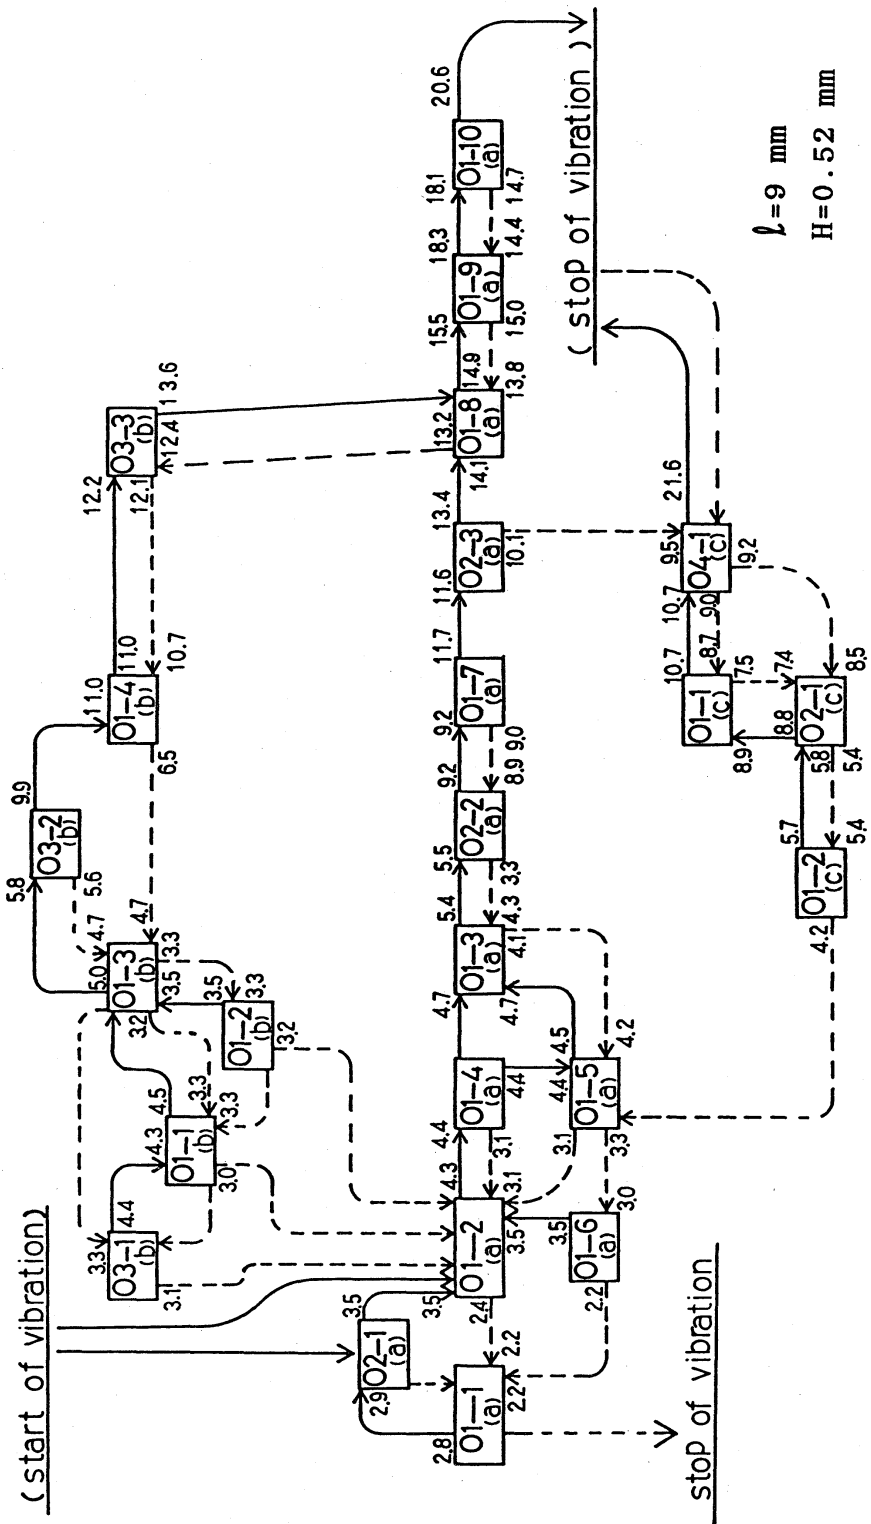 (start of vibration)
5.8
9.9
O3-2
(b)
4.7
5.6
3.3
4.4
5.0
11.0
11.0
12.2
O3-1
(b)
O1-3
(b)
O1-4
(b)
O3-3
(b)
3.1
4.3
4.5
3.2
3.5
3.3
4.7
6.5
10.7
12.1
12.4
13.6
O1-1
(b)
3.0
3.3
3.3
3.5
3.3
O1-2
(b)
3.2
3.5
O2-1
(a)
2.9
2.8
3.5
4.3
4.4
4.7
5.4
5.5
9.2
9.2
11.7
11.6
13.4
13.2
14.9
15.5
18.3
18.1
20.6
O1-1
(a)
O1-2
(a)
O1-4
(a)
O1-3
(a)
O2-2
(a)
O1-7
(a)
O2-3
(a)
O1-8
(a)
O1-9
(a)
O1-10
(a)
2.4
2.2
2.2
3.5
3.1
3.1
4.4
4.7
4.1
4.3
3.3
8.9
9.0
10.1
14.1
13.8
15.0
14.4
14.7
3.5
3.1
4.4
4.5
O1-6
(a)
O1-5
(a)
2.2
3.0
3.3
4.2
(stop of vibration)
10.7
10.7
9.5
21.6
O1-1
(c)
O4-1
(c)
8.9
7.5
8.7
9.0
9.2
5.7
8.8
7.4
O1-2
(c)
O2-1
(c)
4.2
5.4
5.8
5.4
8.5
stop of vibration
ℓ=9 mm
H=0.52 mm